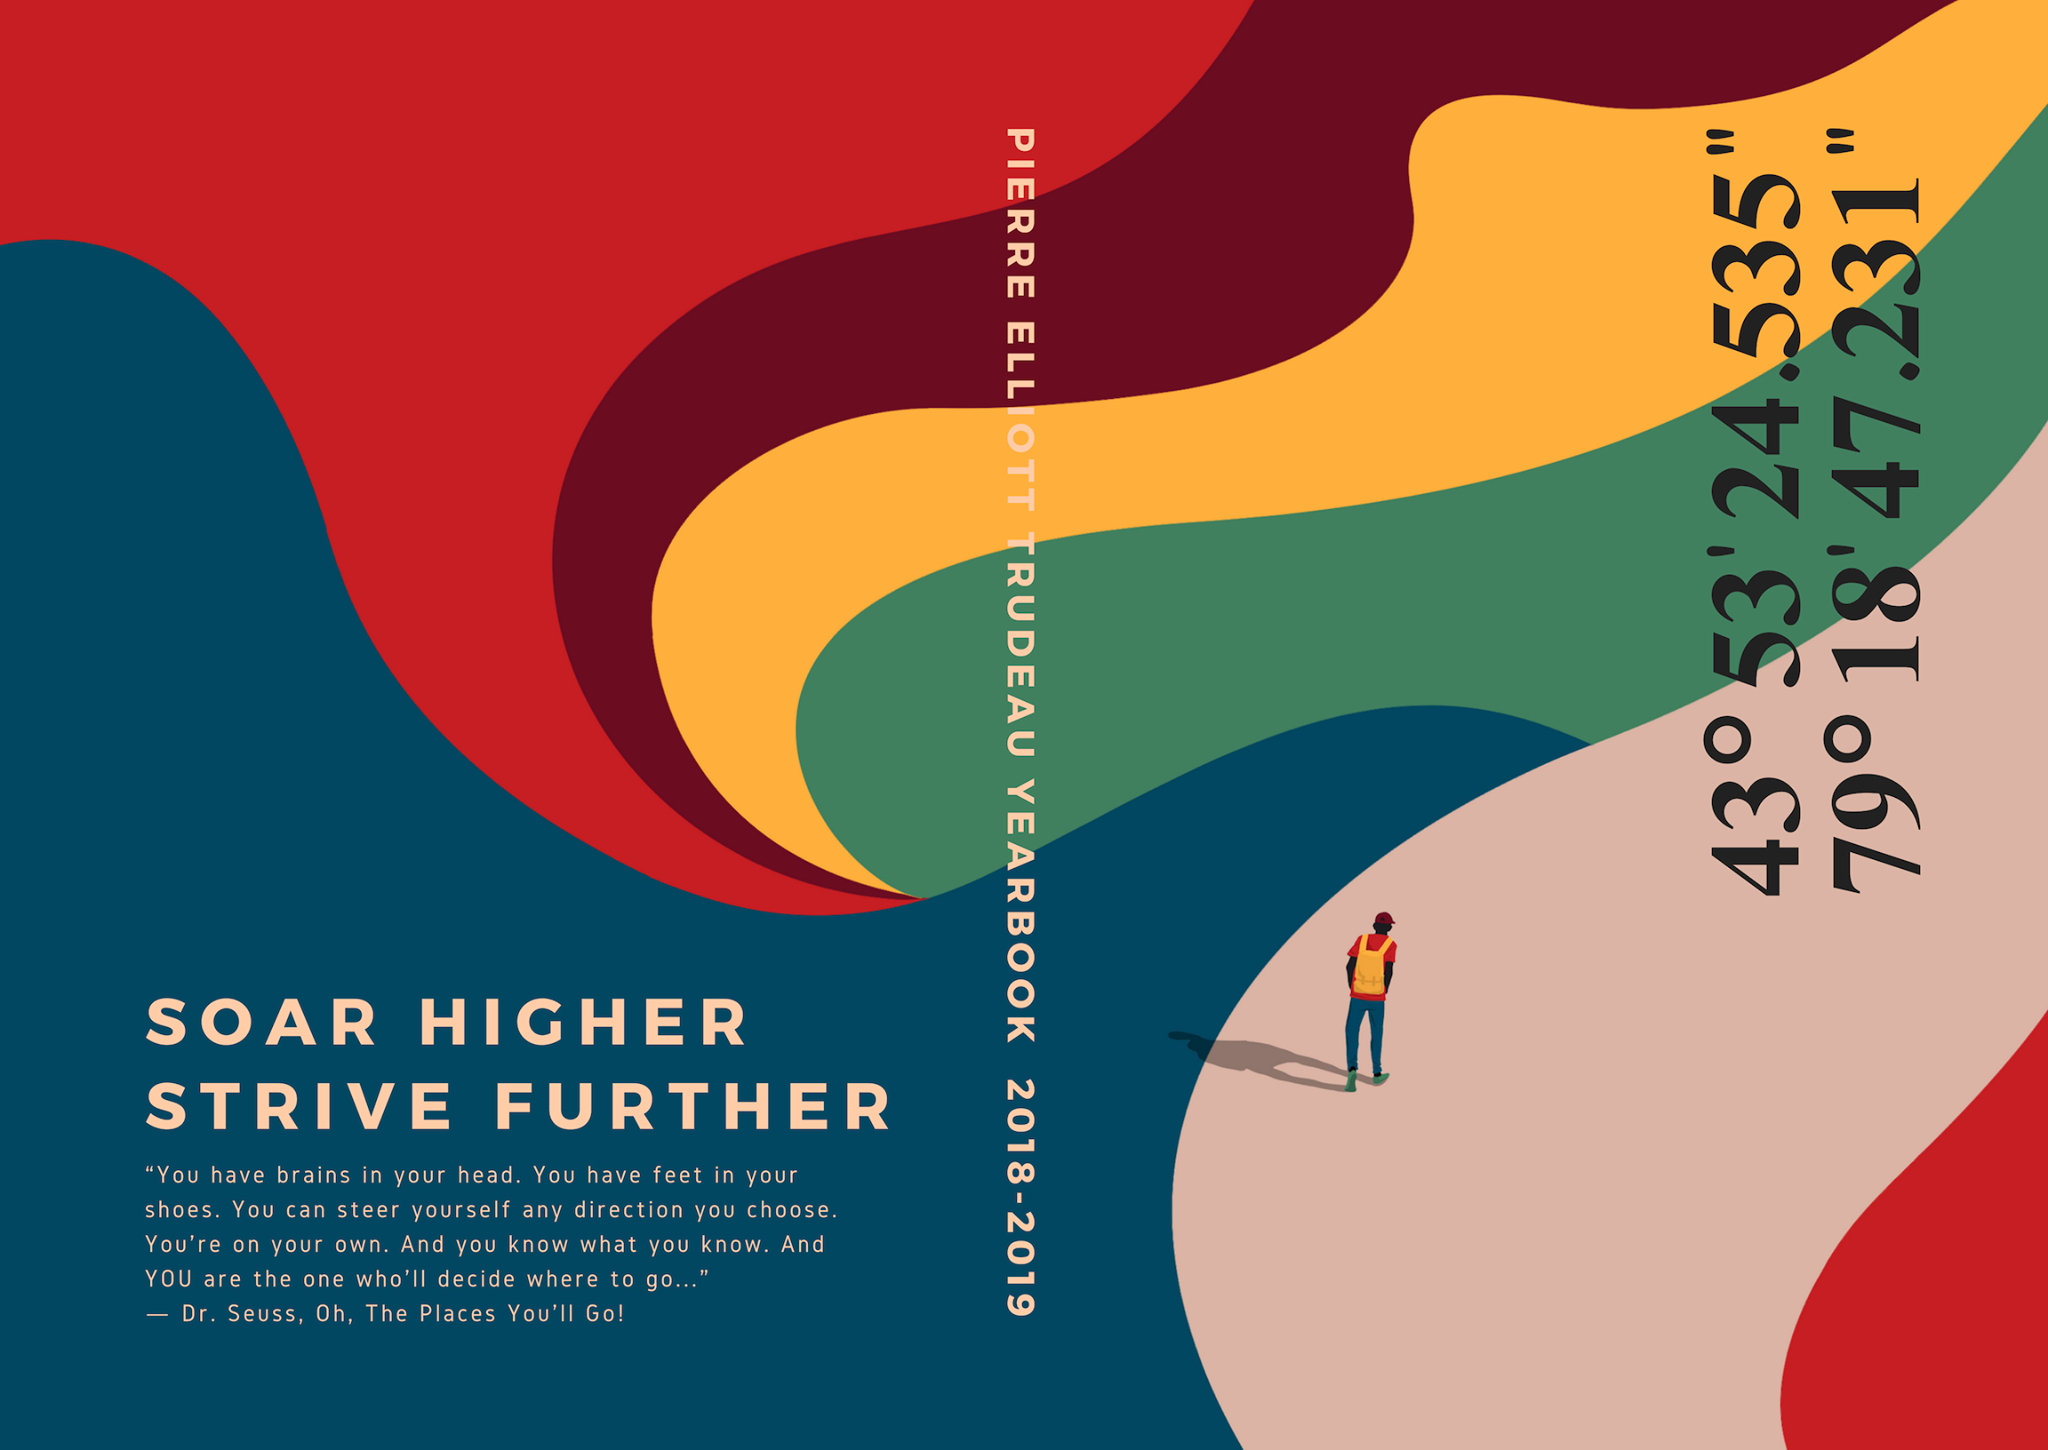 SOAR HIGHER
STRIVE FURTHER
“You have brains in your head. You have feet in your
shoes. You can steer yourself any direction you choose.
You’re on your own. And you know what you know. And
YOU are the one who’ll decide where to go...”
— Dr. Seuss, Oh, The Places You’ll Go!
PIERRE ELLIOTT TRUDEAU YEARBOOK 2018-2019
43° 53' 24.535"
79° 18' 47.231"